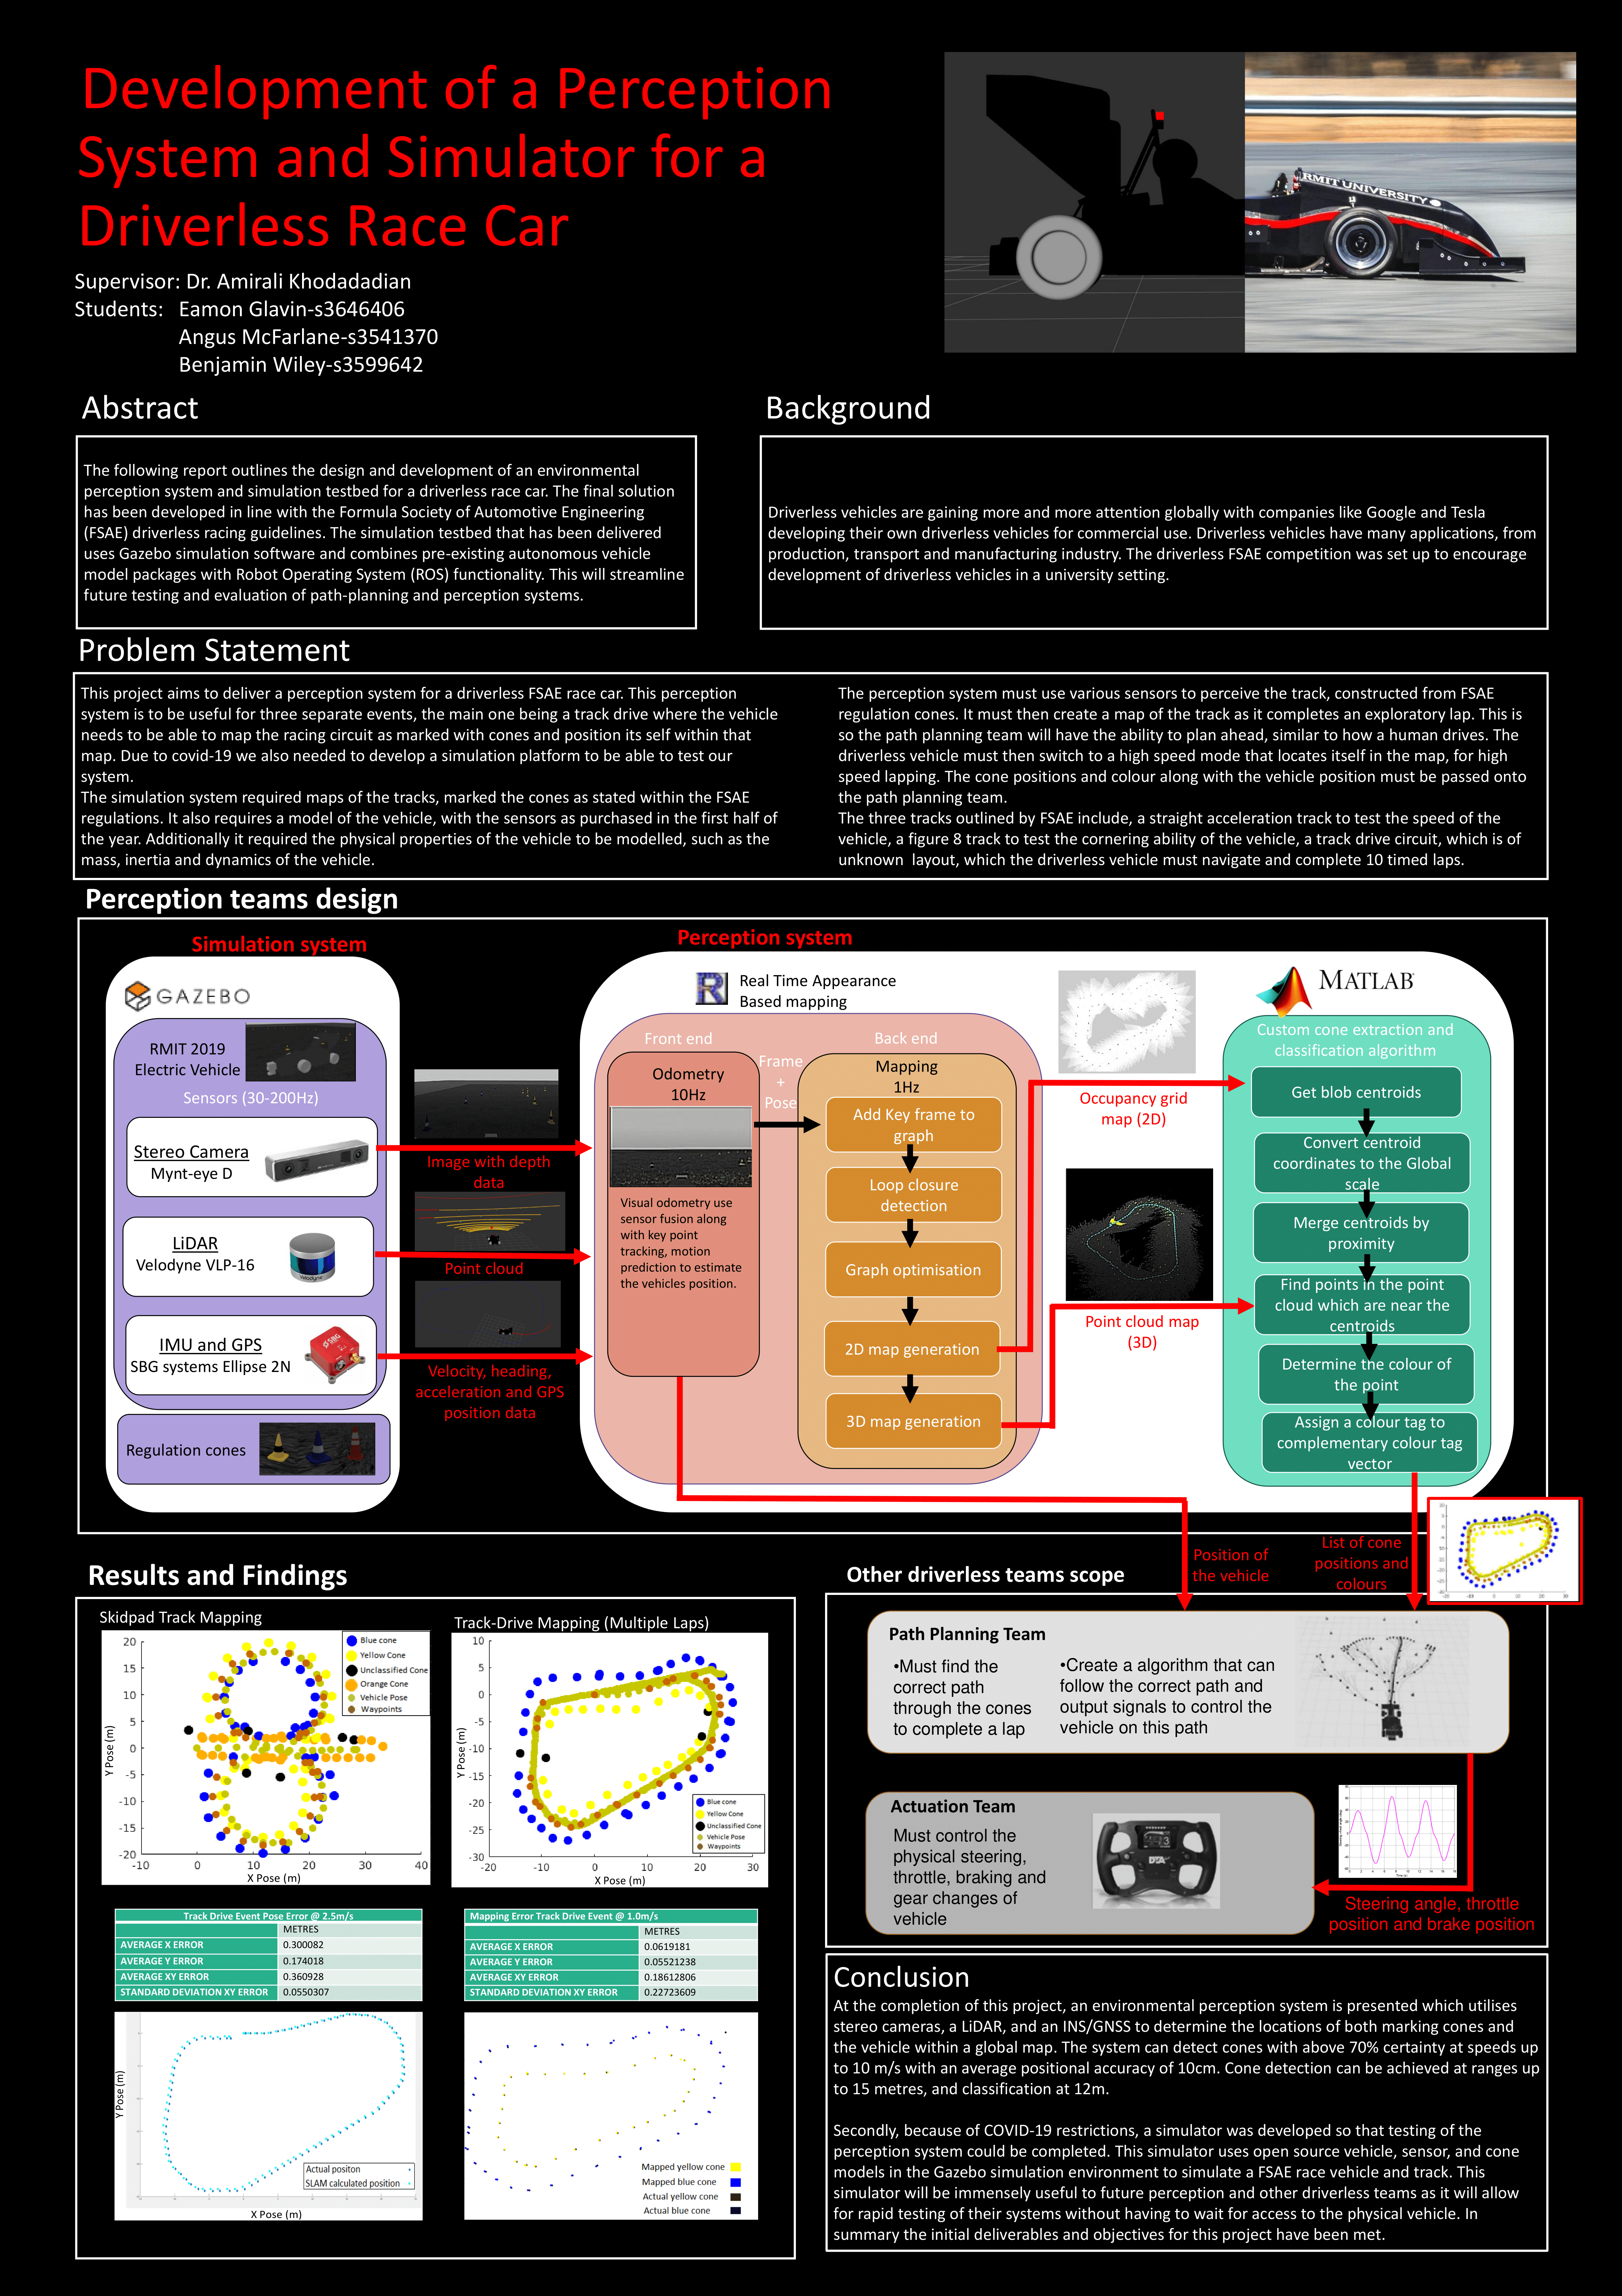 Development of a Perception
System and Simulator for a
Driverless Race Car
RMIT UNIVERSITY
Supervisor: Dr. Amirali Khodadadian
Students: Eamon Glavin-s3646406
Angus McFarlane-s3541370
Benjamin Wiley-s3599642
Abstract
The following report outlines the design and development of an environmental
perception system and simulation testbed for a driverless race car. The final solution
has been developed in line with the Formula Society of Automotive Engineering
(FSAE) driverless racing guidelines. The simulation testbed that has been delivered
uses Gazebo simulation software and combines pre-existing autonomous vehicle
model packages with Robot Operating System (ROS) functionality. This will streamline
future testing and evaluation of path-planning and perception systems.
Background
Driverless vehicles are gaining more and more attention globally with companies like Google and Tesla
developing their own driverless vehicles for commercial use. Driverless vehicles have many applications, from
production, transport and manufacturing industry. The driverless FSAE competition was set up to encourage
development of driverless vehicles in a university setting.
Problem Statement
This project aims to deliver a perception system for a driverless FSAE race car. This perception
system is to be useful for three separate events, the main one being a track drive where the vehicle
needs to be able to map the racing circuit as marked with cones and position its self within that
map. Due to covid-19 we also needed to develop a simulation platform to be able to test our
system.
The simulation system required maps of the tracks, marked the cones as stated within the FSAE
regulations. It also requires a model of the vehicle, with the sensors as purchased in the first half of
the year. Additionally it required the physical properties of the vehicle to be modelled, such as the
mass, inertia and dynamics of the vehicle.
The perception system must use various sensors to perceive the track, constructed from FSAE
regulation cones. It must then create a map of the track as it completes an exploratory lap. This is
so the path planning team will have the ability to plan ahead, similar to how a human drives. The
driverless vehicle must then switch to a high speed mode that locates itself in the map, for high
speed lapping. The cone positions and colour along with the vehicle position must be passed onto
the path planning team.
The three tracks outlined by FSAE include, a straight acceleration track to test the speed of the
vehicle, a figure 8 track to test the cornering ability of the vehicle, a track drive circuit, which is of
unknown layout, which the driverless vehicle must navigate and complete 10 timed laps.
Perception teams design
Simulation system
GAZEBO
RMIT 2019
Electric Vehicle
Sensors (30-200Hz)
Stereo Camera
Mynt-eye D
LiDAR
Velodyne VLP-16
Velodyne
IMU and GPS
SBG systems Ellipse 2N
SBG
Regulation cones
Image with depth
data
Point cloud
Velocity, heading,
acceleration and GPS
position data
Perception system
R
Real Time Appearance
Based mapping
Front end
Odometry
10Hz
Visual odometry use
sensor fusion along
with key point
tracking, motion
prediction to estimate
the vehicles position.
Frame
+
Pose
Back end
Mapping
1Hz
Add Key frame to
graph
Loop closure
detection
Graph optimisation
2D map generation
3D map generation
Occupancy grid
map (2D)
Point cloud map
(3D)
MATLAB
Custom cone extraction and
classification algorithm
Get blob centroids
Convert centroid
coordinates to the Global
scale
Merge centroids by
proximity
Find points in the point
cloud which are near the
centroids
Determine the colour of
the point
Assign a colour tag to
complementary colour tag
vector
Position of
the vehicle
List of cone
positions and
colours
Results and Findings
Skidpad Track Mapping
20
15
10
5
0
-5
-10
-15
-20
-10 0 10 20 30 40
Y Pose (m)
X Pose (m)
Blue cone
Yellow Cone
Unclassified Cone
Orange Cone
Vehicle Pose
Waypoints
Track-Drive Mapping (Multiple Laps)
10
5
0
-5
-10
-15
-20
-25
-30
-20 -10 0 10 20 30
Y Pose (m)
X Pose (m)
Blue cone
Yellow Cone
Unclassified Cone
Vehicle Pose
Waypoints
Track Drive Event Pose Error @ 2.5m/s
METRES
AVERAGE X ERROR 0.300082
AVERAGE Y ERROR 0.174018
AVERAGE XY ERROR 0.360928
STANDARD DEVIATION XY ERROR 0.0550307
Mapping Error Track Drive Event @ 1.0m/s
METRES
AVERAGE X ERROR 0.0619181
AVERAGE Y ERROR 0.05521238
AVERAGE XY ERROR 0.18612806
STANDARD DEVIATION XY ERROR 0.22723609
Y Pose (m)
Actual positon
SLAM calculated position
X Pose (m)
Mapped yellow cone
Mapped blue cone
Actual yellow cone
Actual blue cone
Other driverless teams scope
Path Planning Team
•Must find the
correct path
through the cones
to complete a lap
•Create a algorithm that can
follow the correct path and
output signals to control the
vehicle on this path
Actuation Team
Must control the
physical steering,
throttle, braking and
gear changes of
vehicle
DTA
Steering angle, throttle
position and brake position
Conclusion
At the completion of this project, an environmental perception system is presented which utilises
stereo cameras, a LiDAR, and an INS/GNSS to determine the locations of both marking cones and
the vehicle within a global map. The system can detect cones with above 70% certainty at speeds up
to 10 m/s with an average positional accuracy of 10cm. Cone detection can be achieved at ranges up
to 15 metres, and classification at 12m.
Secondly, because of COVID-19 restrictions, a simulator was developed so that testing of the
perception system could be completed. This simulator uses open source vehicle, sensor, and cone
models in the Gazebo simulation environment to simulate a FSAE race vehicle and track. This
simulator will be immensely useful to future perception and other driverless teams as it will allow
for rapid testing of their systems without having to wait for access to the physical vehicle. In
summary the initial deliverables and objectives for this project have been met.